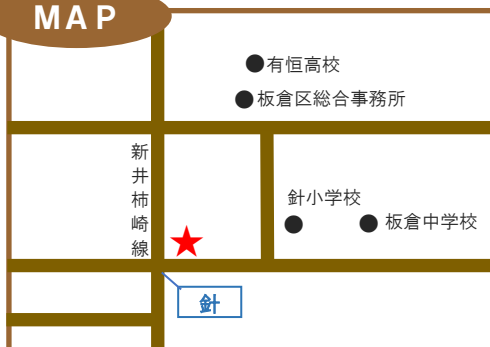 MAP
有恒高校
板倉区総合事務所
新井柿崎線
針小学校
板倉中学校
針